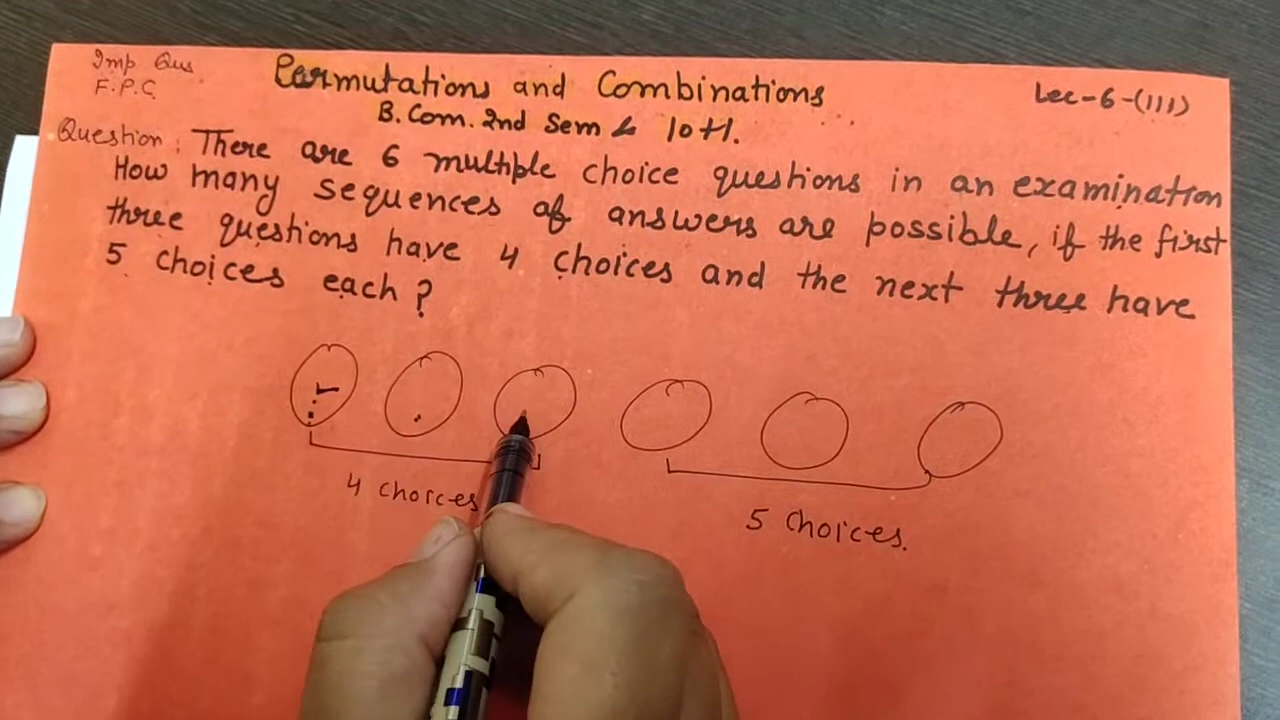 Imp Qus
F.P.C
Permutations and Combinations
Lec-6-(111)
B.Com. 2nd Sem & 10+1.
Question: There are 6 multiple choice questions in an examination
How many sequences of answers are possible, if the first
three questions have 4 choices and the next three have
5 choices each?
4 choices
5 choices.